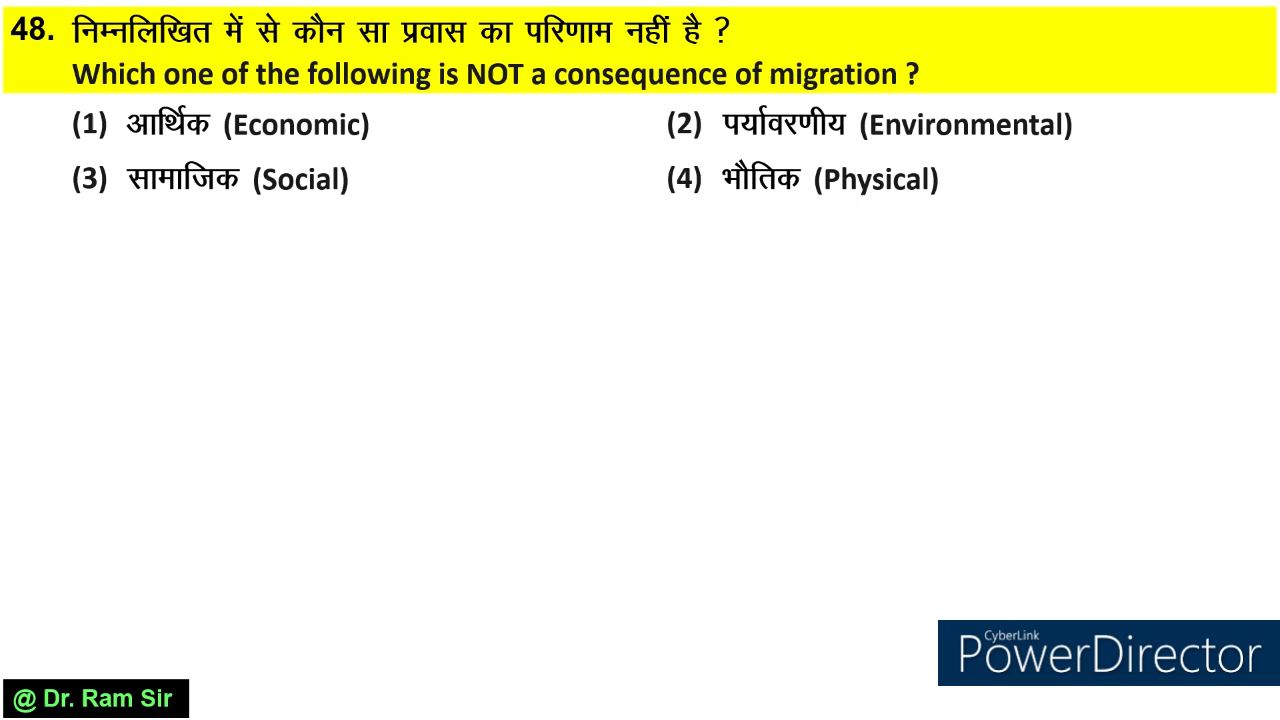 48. निम्नलिखित में से कौन सा प्रवास का परिणाम नहीं है ?
Which one of the following is NOT a consequence of migration ?
(1) आर्थिक (Economic) (2) पर्यावरणीय (Environmental)
(3) सामाजिक (Social) (4) भौतिक (Physical)
CyberLink
PowerDirector
@ Dr. Ram Sir